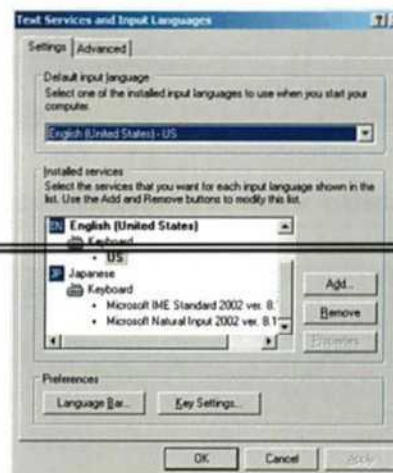 Text Services and Input Languages
Settings
Advanced
Default input language
Select one of the installed input languages to use when you start your
computer.
English (United States) - US
Installed services
Select the services that you want for each input language shown in the
list. Use the Add and Remove buttons to modify this list.
EN English (United States)
Keyboard
• US
JP Japanese
Keyboard
• Microsoft IME Standard 2002 ver. 8.
• Microsoft Natural Input 2002 ver. 8.1
Add...
Remove
Properties...
Preferences
Language Bar...
Key Settings...
OK
Cancel
Apply